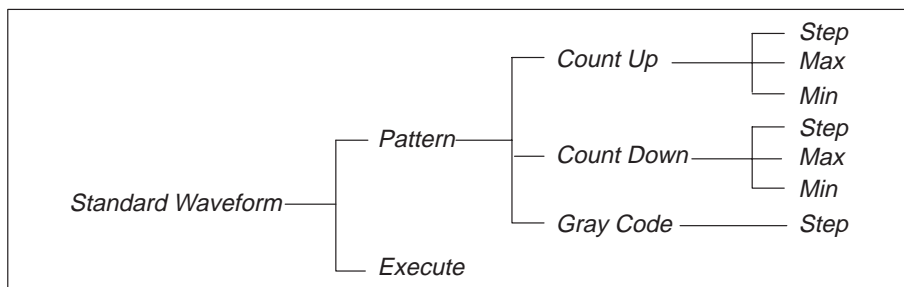 Step
Count Up
Max
Min
Step
Pattern
Count Down
Max
Min
Standard Waveform
Gray Code
Step
Execute